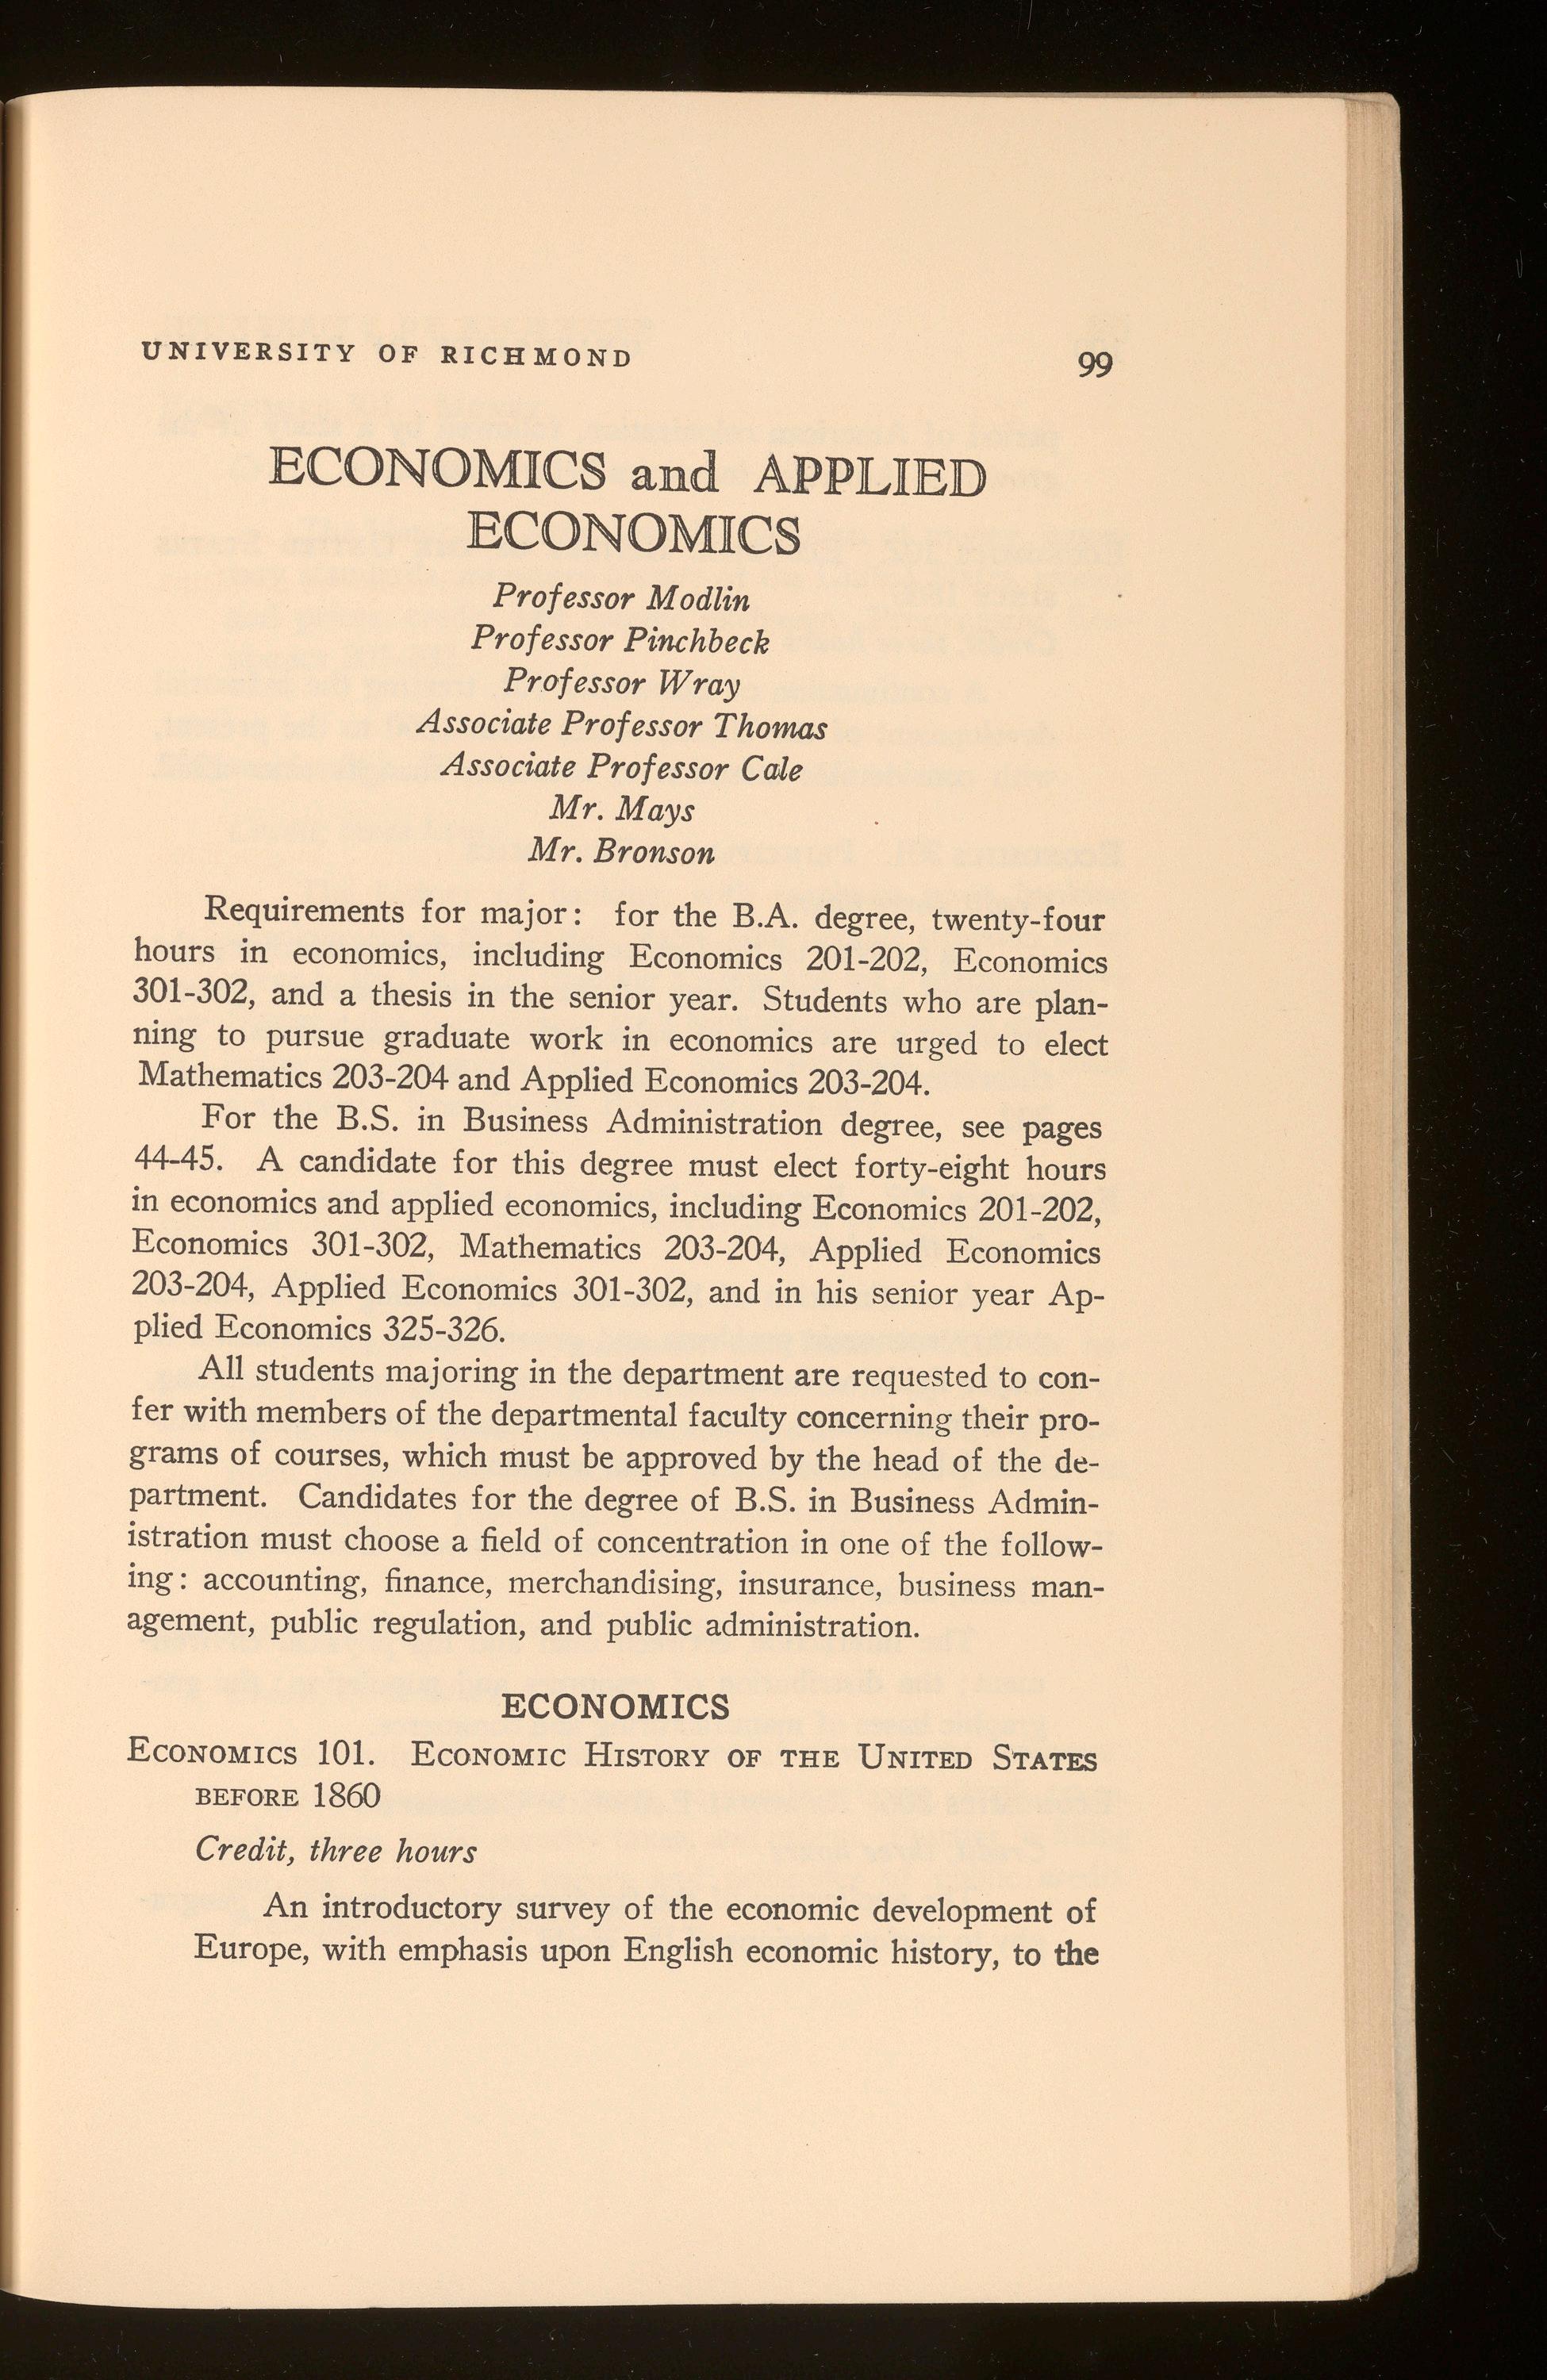 UNIVERSITY OF RICHMOND 99
ECONOMICS and APPLIED
ECONOMICS
Professor Modlin
Professor Pinchbeck
Professor Wray
Associate Professor Thomas
Associate Professor Cale
Mr. Mays
Mr. Bronson
Requirements for major: for the B.A. degree, twenty-four
hours in economics, including Economics 201-202, Economics
301-302, and a thesis in the senior year. Students who are plan-
ning to pursue graduate work in economics are urged to elect
Mathematics 203-204 and Applied Economics 203-204.
For the B.S. in Business Administration degree, see pages
44-45. A candidate for this degree must elect forty-eight hours
in economics and applied economics, including Economics 201-202,
Economics 301-302, Mathematics 203-204, Applied Economics
203-204, Applied Economics 301-302, and in his senior year Ap-
plied Economics 325-326.
All students majoring in the department are requested to con-
fer with members of the departmental faculty concerning their pro-
grams of courses, which must be approved by the head of the de-
partment. Candidates for the degree of B.S. in Business Admin-
istration must choose a field of concentration in one of the follow-
ing: accounting, finance, merchandising, insurance, business man-
agement, public regulation, and public administration.
ECONOMICS
ECONOMICS 101. ECONOMIC HISTORY OF THE UNITED STATES
BEFORE 1860
Credit, three hours
An introductory survey of the economic development of
Europe, with emphasis upon English economic history, to the